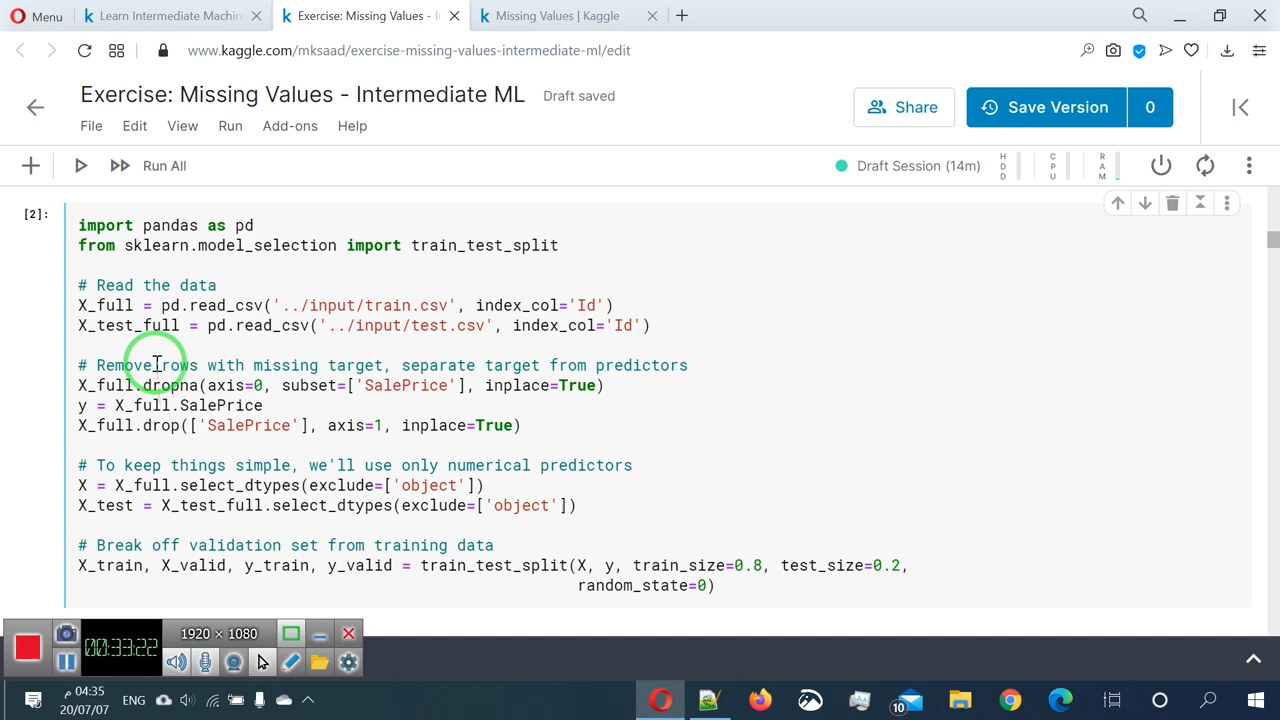 Menu
Learn Intermediate Machin
Exercise: Missing Values - In
Missing Values | Kaggle
www.kaggle.com/mksaad/exercise-missing-values-intermediate-ml/edit
Exercise: Missing Values - Intermediate ML
Draft saved
Share
Save Version
0
File Edit View Run Add-ons Help
Run All
Draft Session (14m)
HDD
CPU
RAM
[2]:
import pandas as pd
from sklearn.model_selection import train_test_split
# Read the data
X_full = pd.read_csv('../input/train.csv', index_col='Id')
X_test_full = pd.read_csv('../input/test.csv', index_col='Id')
# Remove rows with missing target, separate target from predictors
X_full.dropna(axis=0, subset=['SalePrice'], inplace=True)
y = X_full.SalePrice
X_full.drop(['SalePrice'], axis=1, inplace=True)
# To keep things simple, we'll use only numerical predictors
X = X_full.select_dtypes(exclude=['object'])
X_test = X_test_full.select_dtypes(exclude=['object'])
# Break off validation set from training data
X_train, X_valid, y_train, y_valid = train_test_split(X, y, train_size=0.8, test_size=0.2,
random_state=0)
00:33:22
1920 × 1080
04:35 م
20/07/07
ENG
10